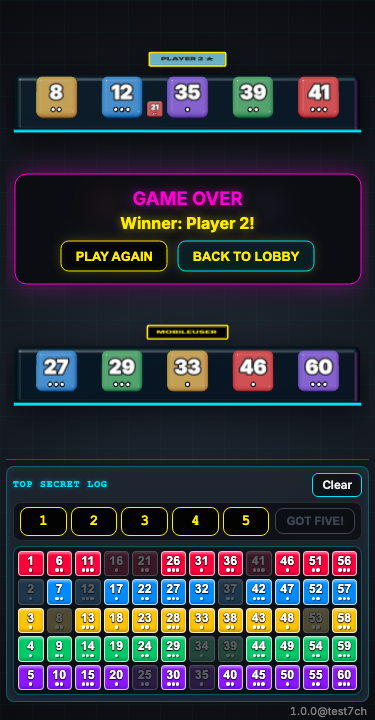 PLAYER 2 ★
8 12 35 39 41
21
GAME OVER
Winner: Player 2!
PLAY AGAIN BACK TO LOBBY
MOBILEUSER
27 29 33 46 60
TOP SECRET LOG Clear
1 2 3 4 5 GOT FIVE!
1 6 11 16 21 26 31 36 41 46 51 56
2 7 12 17 22 27 32 37 42 47 52 57
3 8 13 18 23 28 33 38 43 48 53 58
4 9 14 19 24 29 34 39 44 49 54 59
5 10 15 20 25 30 35 40 45 50 55 60
1.0.0@test7ch